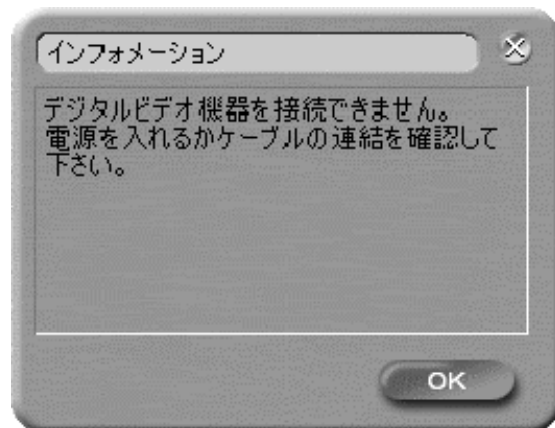 インフォメーション
デジタルビデオ機器を接続できません。
電源を入れるかケーブルの連結を確認して
下さい。
OK